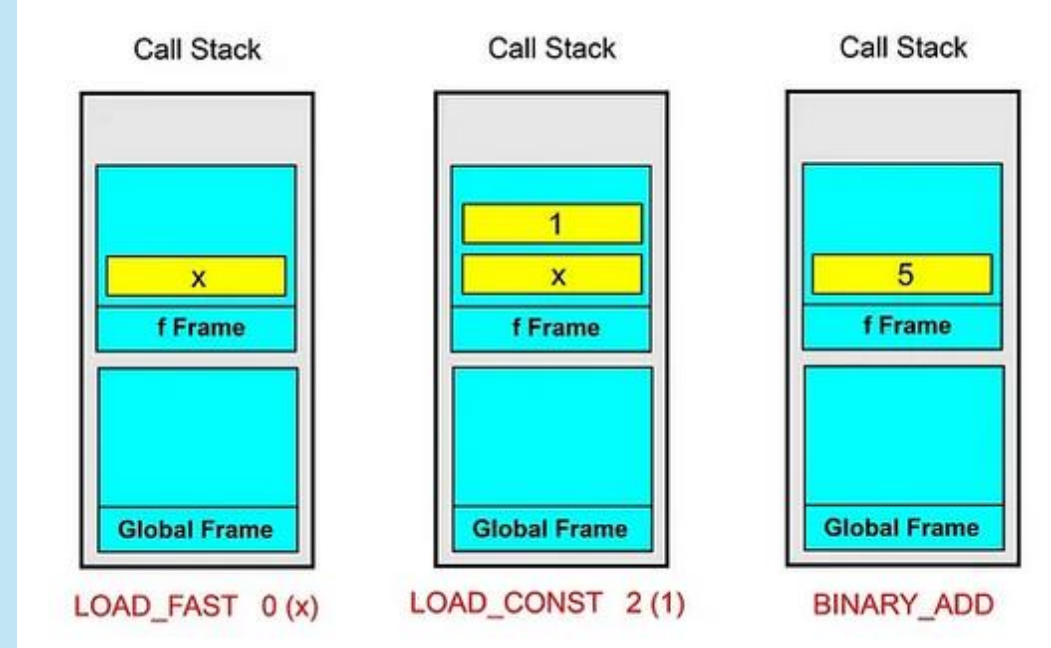 Call Stack
x
f Frame
Global Frame
LOAD_FAST 0 (x)
Call Stack
1
x
f Frame
Global Frame
LOAD_CONST 2 (1)
Call Stack
5
f Frame
Global Frame
BINARY_ADD